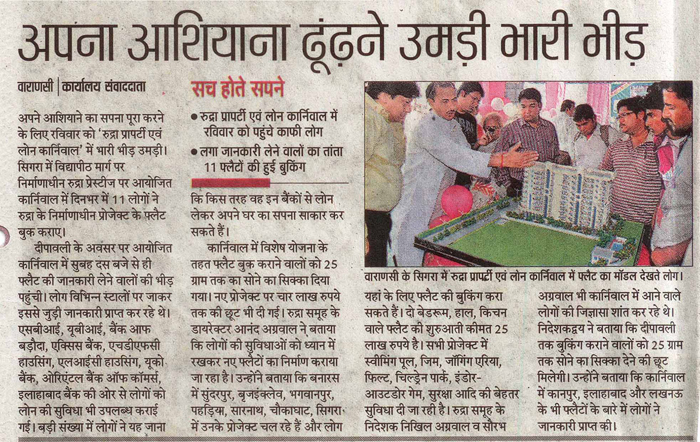 अपना आशियाना ढूंढ़ने उमड़ी भारी भीड़
वाराणसी | कार्यालय संवाददाता
अपने आशियाने का सपना पूरा करने
के लिए रविवार को ‘रुद्रा प्रापर्टी एवं
लोन कार्निवाल’ में भारी भीड़ उमड़ी।
सिगरा में विद्यापीठ मार्ग पर
निर्माणाधीन रुद्रा प्रेस्टीज पर आयोजित
कार्निवाल में दिनभर में 11 लोगों ने
रुद्रा के निर्माणाधीन प्रोजेक्ट के फ्लैट
बुक कराए।
दीपावली के अवसर पर आयोजित
कार्निवाल में सुबह दस बजे से ही
फ्लैट की जानकारी लेने वालों की भीड़
पहुंची। लोग विभिन्न स्टालों पर जाकर
इससे जुड़ी जानकारी प्राप्त कर रहे थे।
एसबीआई, यूबीआई, बैंक आफ
बड़ौदा, एक्सिस बैंक, एचडीएफसी
हाउसिंग, एलआईसी हाउसिंग, यूको
बैंक, ओरिएंटल बैंक ऑफ कॉमर्स,
इलाहाबाद बैंक की ओर से लोगों को
लोन की सुविधा भी उपलब्ध कराई
गई। बड़ी संख्या में लोगों ने यह जाना
सच होते सपने
• रुद्रा प्रापर्टी एवं लोन कार्निवाल में
रविवार को पहुंचे काफी लोग
• लगा जानकारी लेने वालों का तांता
11 फ्लैटों की हुई बुकिंग
कि किस तरह वह इन बैंकों से लोन
लेकर अपने घर का सपना साकार कर
सकते हैं।
कार्निवाल में विशेष योजना के
तहत फ्लैट बुक कराने वालों को 25
ग्राम तक का सोने का सिक्का दिया
गया। नए प्रोजेक्ट पर चार लाख रुपये
तक की छूट भी दी गई। रुद्रा समूह के
डायरेक्टर आनंद अग्रवाल ने बताया
कि लोगों की सुविधाओं को ध्यान में
रखकर नए फ्लैटों का निर्माण कराया
जा रहा है। उन्होंने बताया कि बनारस
में सुंदरपुर, बृजइंक्लेव, भगवानपुर,
पहड़िया, सारनाथ, चौकाघाट, सिगरा
में उनके प्रोजेक्ट चल रहे हैं और लोग
वाराणसी के सिगरा में रुद्रा प्रापर्टी एवं लोन कार्निवाल में फ्लैट का मॉडल देखते लोग।
यहां के लिए फ्लैट की बुकिंग करा
सकते हैं। दो बेडरूम, हाल, किचन
वाले फ्लैट की शुरुआती कीमत 25
लाख रुपये है। सभी प्रोजेक्ट में
स्वीमिंग पूल, जिम, जॉगिंग एरिया,
फिल्ट, चिल्ड्रेन पार्क, इंडोर-
आउटडोर गेम, सुरक्षा आदि की बेहतर
सुविधा दी जा रही है। रुद्रा समूह के
निदेशक निखिल अग्रवाल व सौरभ
अग्रवाल भी कार्निवाल में आने वाले
लोगों की जिज्ञासा शांत कर रहे थे।
निदेशकद्वय ने बताया कि दीपावली
तक बुकिंग कराने वालों को 25 ग्राम
तक सोने का सिक्का देने की छूट
मिलेगी। उन्होंने बताया कि कार्निवाल
में कानपुर, इलाहाबाद और लखनऊ
के भी फ्लैटों के बारे में लोगों ने
जानकारी प्राप्त की।